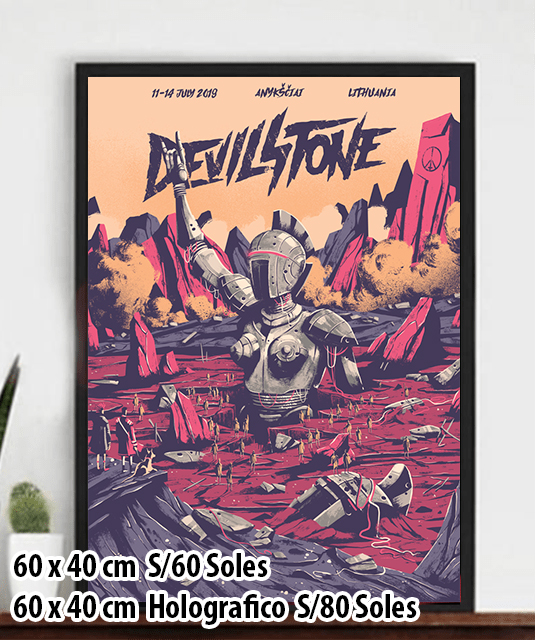 11-14 JULY 2019 ANYKŠČIAI LITHUANIA
DEVILSTONE
60 x 40 cm S/60 Soles
60 x 40 cm Holografico S/80 Soles